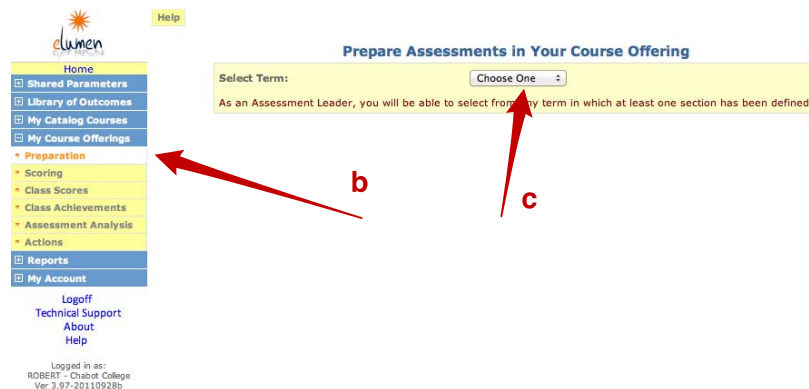 Help
elumen
Prepare Assessments in Your Course Offering
Home
Select Term:
Choose One
Shared Parameters
As an Assessment Leader, you will be able to select from any term in which at least one section has been defined
Library of Outcomes
My Catalog Courses
My Course Offerings
Preparation
Scoring
b
Class Scores
c
Class Achievements
Assessment Analysis
Actions
Reports
My Account
Logoff
Technical Support
About
Help
Logged in as:
ROBERT - Chabot College
Ver 3.97-20110928b